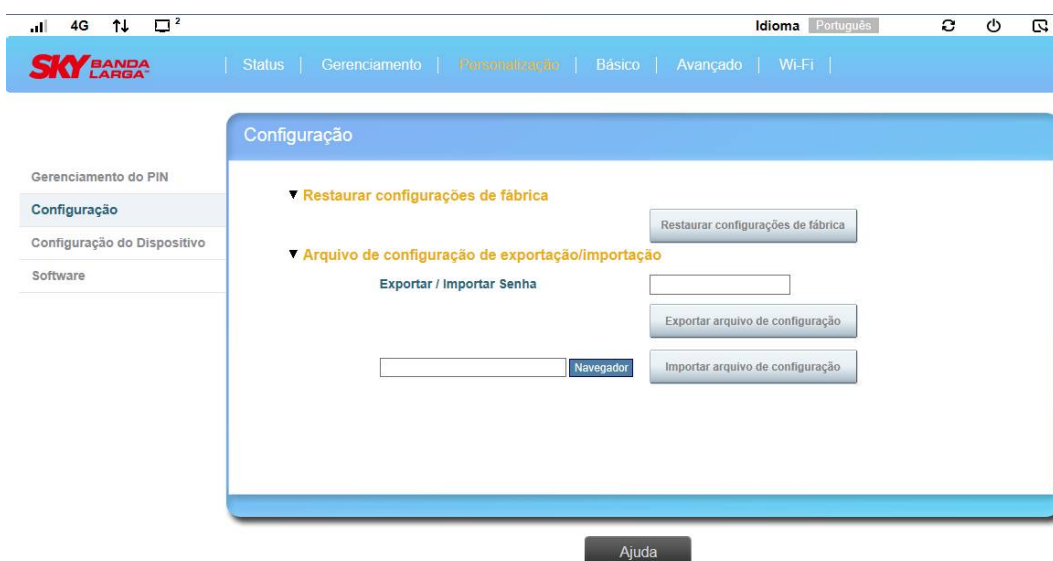 4G 2 Idioma Português
SKY BANDA LARGA
Status Gerenciamento Personalização Básico Avançado Wi-Fi
Configuração
Gerenciamento do PIN
Configuração
Configuração do Dispositivo
Software
Restaurar configurações de fábrica
Restaurar configurações de fábrica
Arquivo de configuração de exportação/importação
Exportar / Importar Senha
Exportar arquivo de configuração
Navegador Importar arquivo de configuração
Ajuda